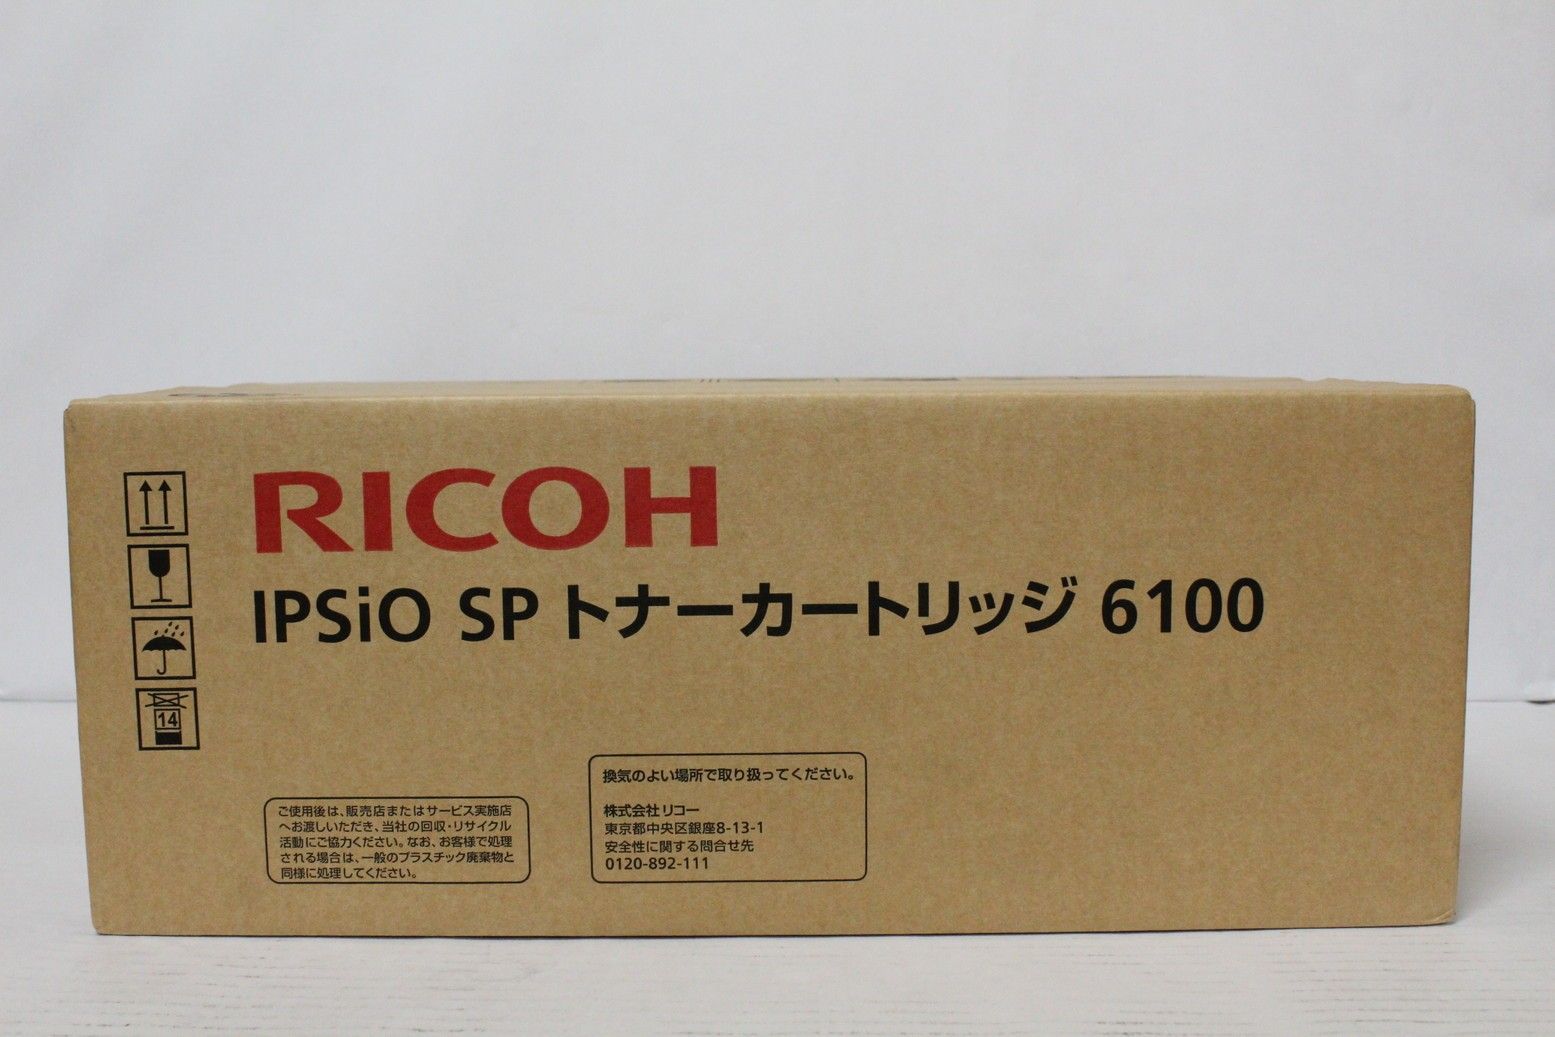 RICOH
IPSiO SP トナーカートリッジ 6100
14
ご使用後は、販売店またはサービス実施店
へお渡しいただき、当社の回収・リサイクル
活動にご協力ください。なお、お客様で処理
される場合は、一般のプラスチック廃棄物と
同様に処理してください。
換気のよい場所で取り扱ってください。
株式会社リコー
東京都中央区銀座8-13-1
安全性に関する問合せ先
0120-892-111